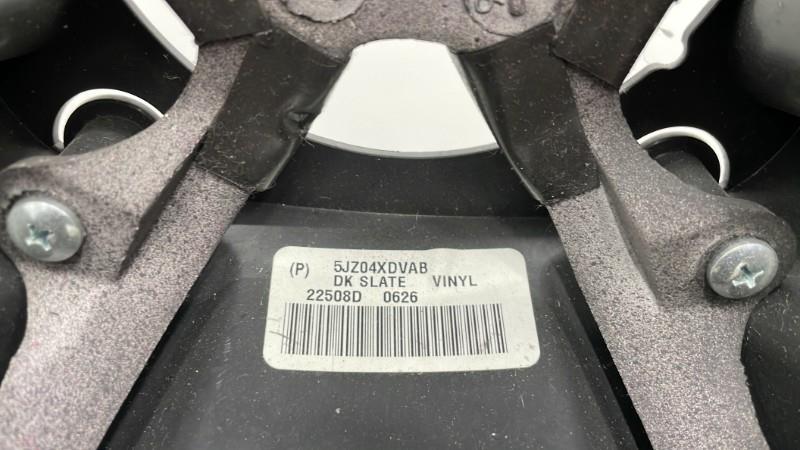 (P) 5JZ04XDVAB
DK SLATE VINYL
22508D 0626